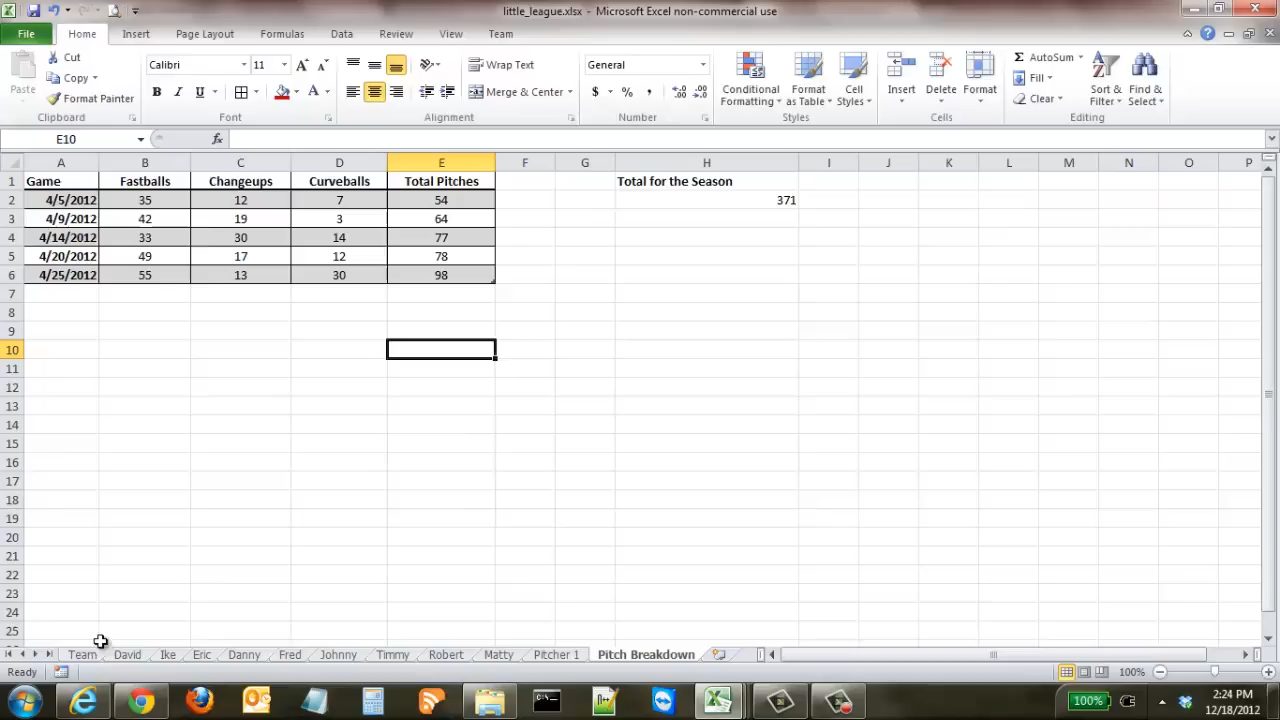 little_league.xlsx - Microsoft Excel non-commercial use
File Home Insert Page Layout Formulas Data Review View Team
Cut
Copy
Format Painter
Paste
Clipboard
Calibri 11
B I U
Font
Wrap Text
Merge & Center
Alignment
General
$ % ,
Number
Conditional Formatting
Format as Table
Cell Styles
Styles
Insert Delete Format
Cells
AutoSum
Fill
Clear
Sort & Filter
Find & Select
Editing
E10 fx
A B C D E F G H I J K L M N O P
1 Game Fastballs Changeups Curveballs Total Pitches Total for the Season
2 4/5/2012 35 12 7 54 371
3 4/9/2012 42 19 3 64
4 4/14/2012 33 30 14 77
5 4/20/2012 49 17 12 78
6 4/25/2012 55 13 30 98
7
8
9
10
11
12
13
14
15
16
17
18
19
20
21
22
23
24
25
Team David Ike Eric Danny Fred Johnny Timmy Robert Matty Pitcher 1 Pitch Breakdown
Ready 100%
100% 2:24 PM
12/18/2012